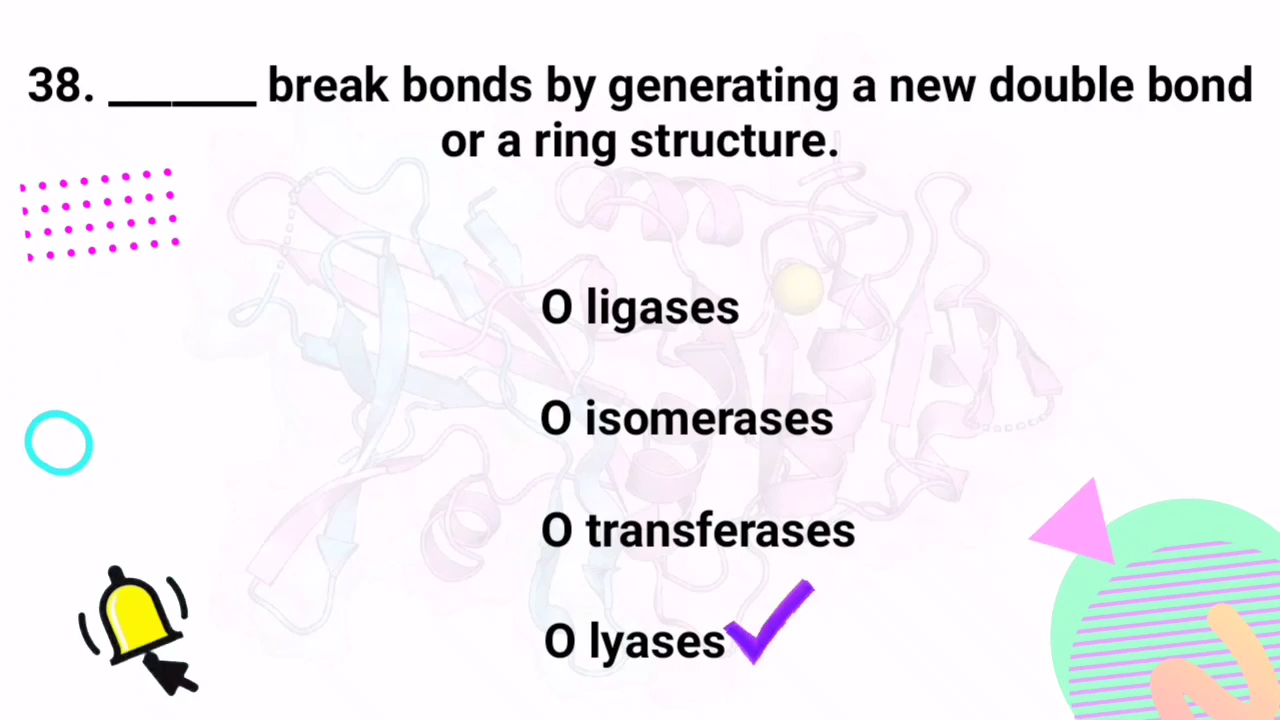 38. ______ break bonds by generating a new double bond
or a ring structure.
O ligases
O isomerases
O transferases
O lyases